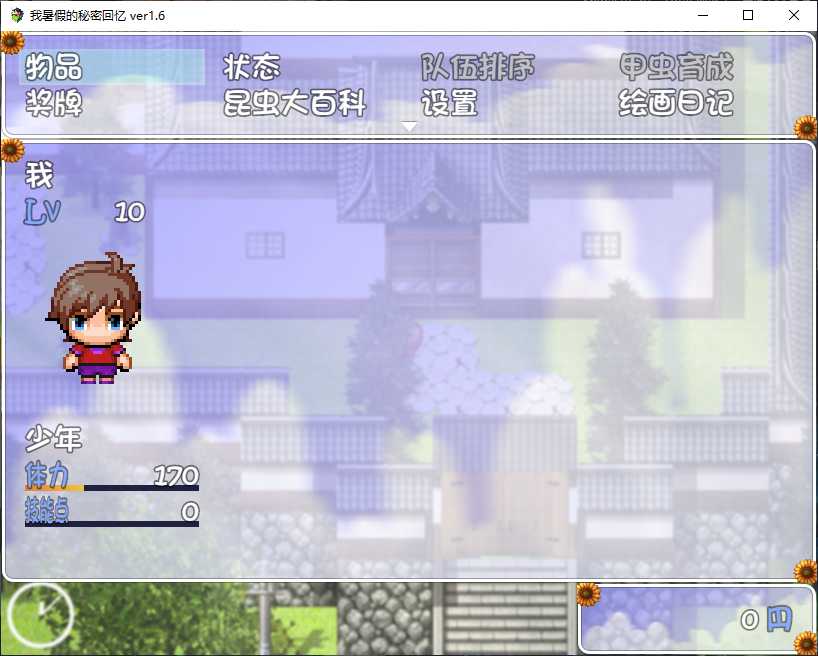 我暑假的秘密回忆 ver1.6
物品 状态 队伍排序 甲虫育成
奖牌 昆虫大百科 设置 绘画日记
我
Lv 10
少年
体力 170
技能点 0
0 円